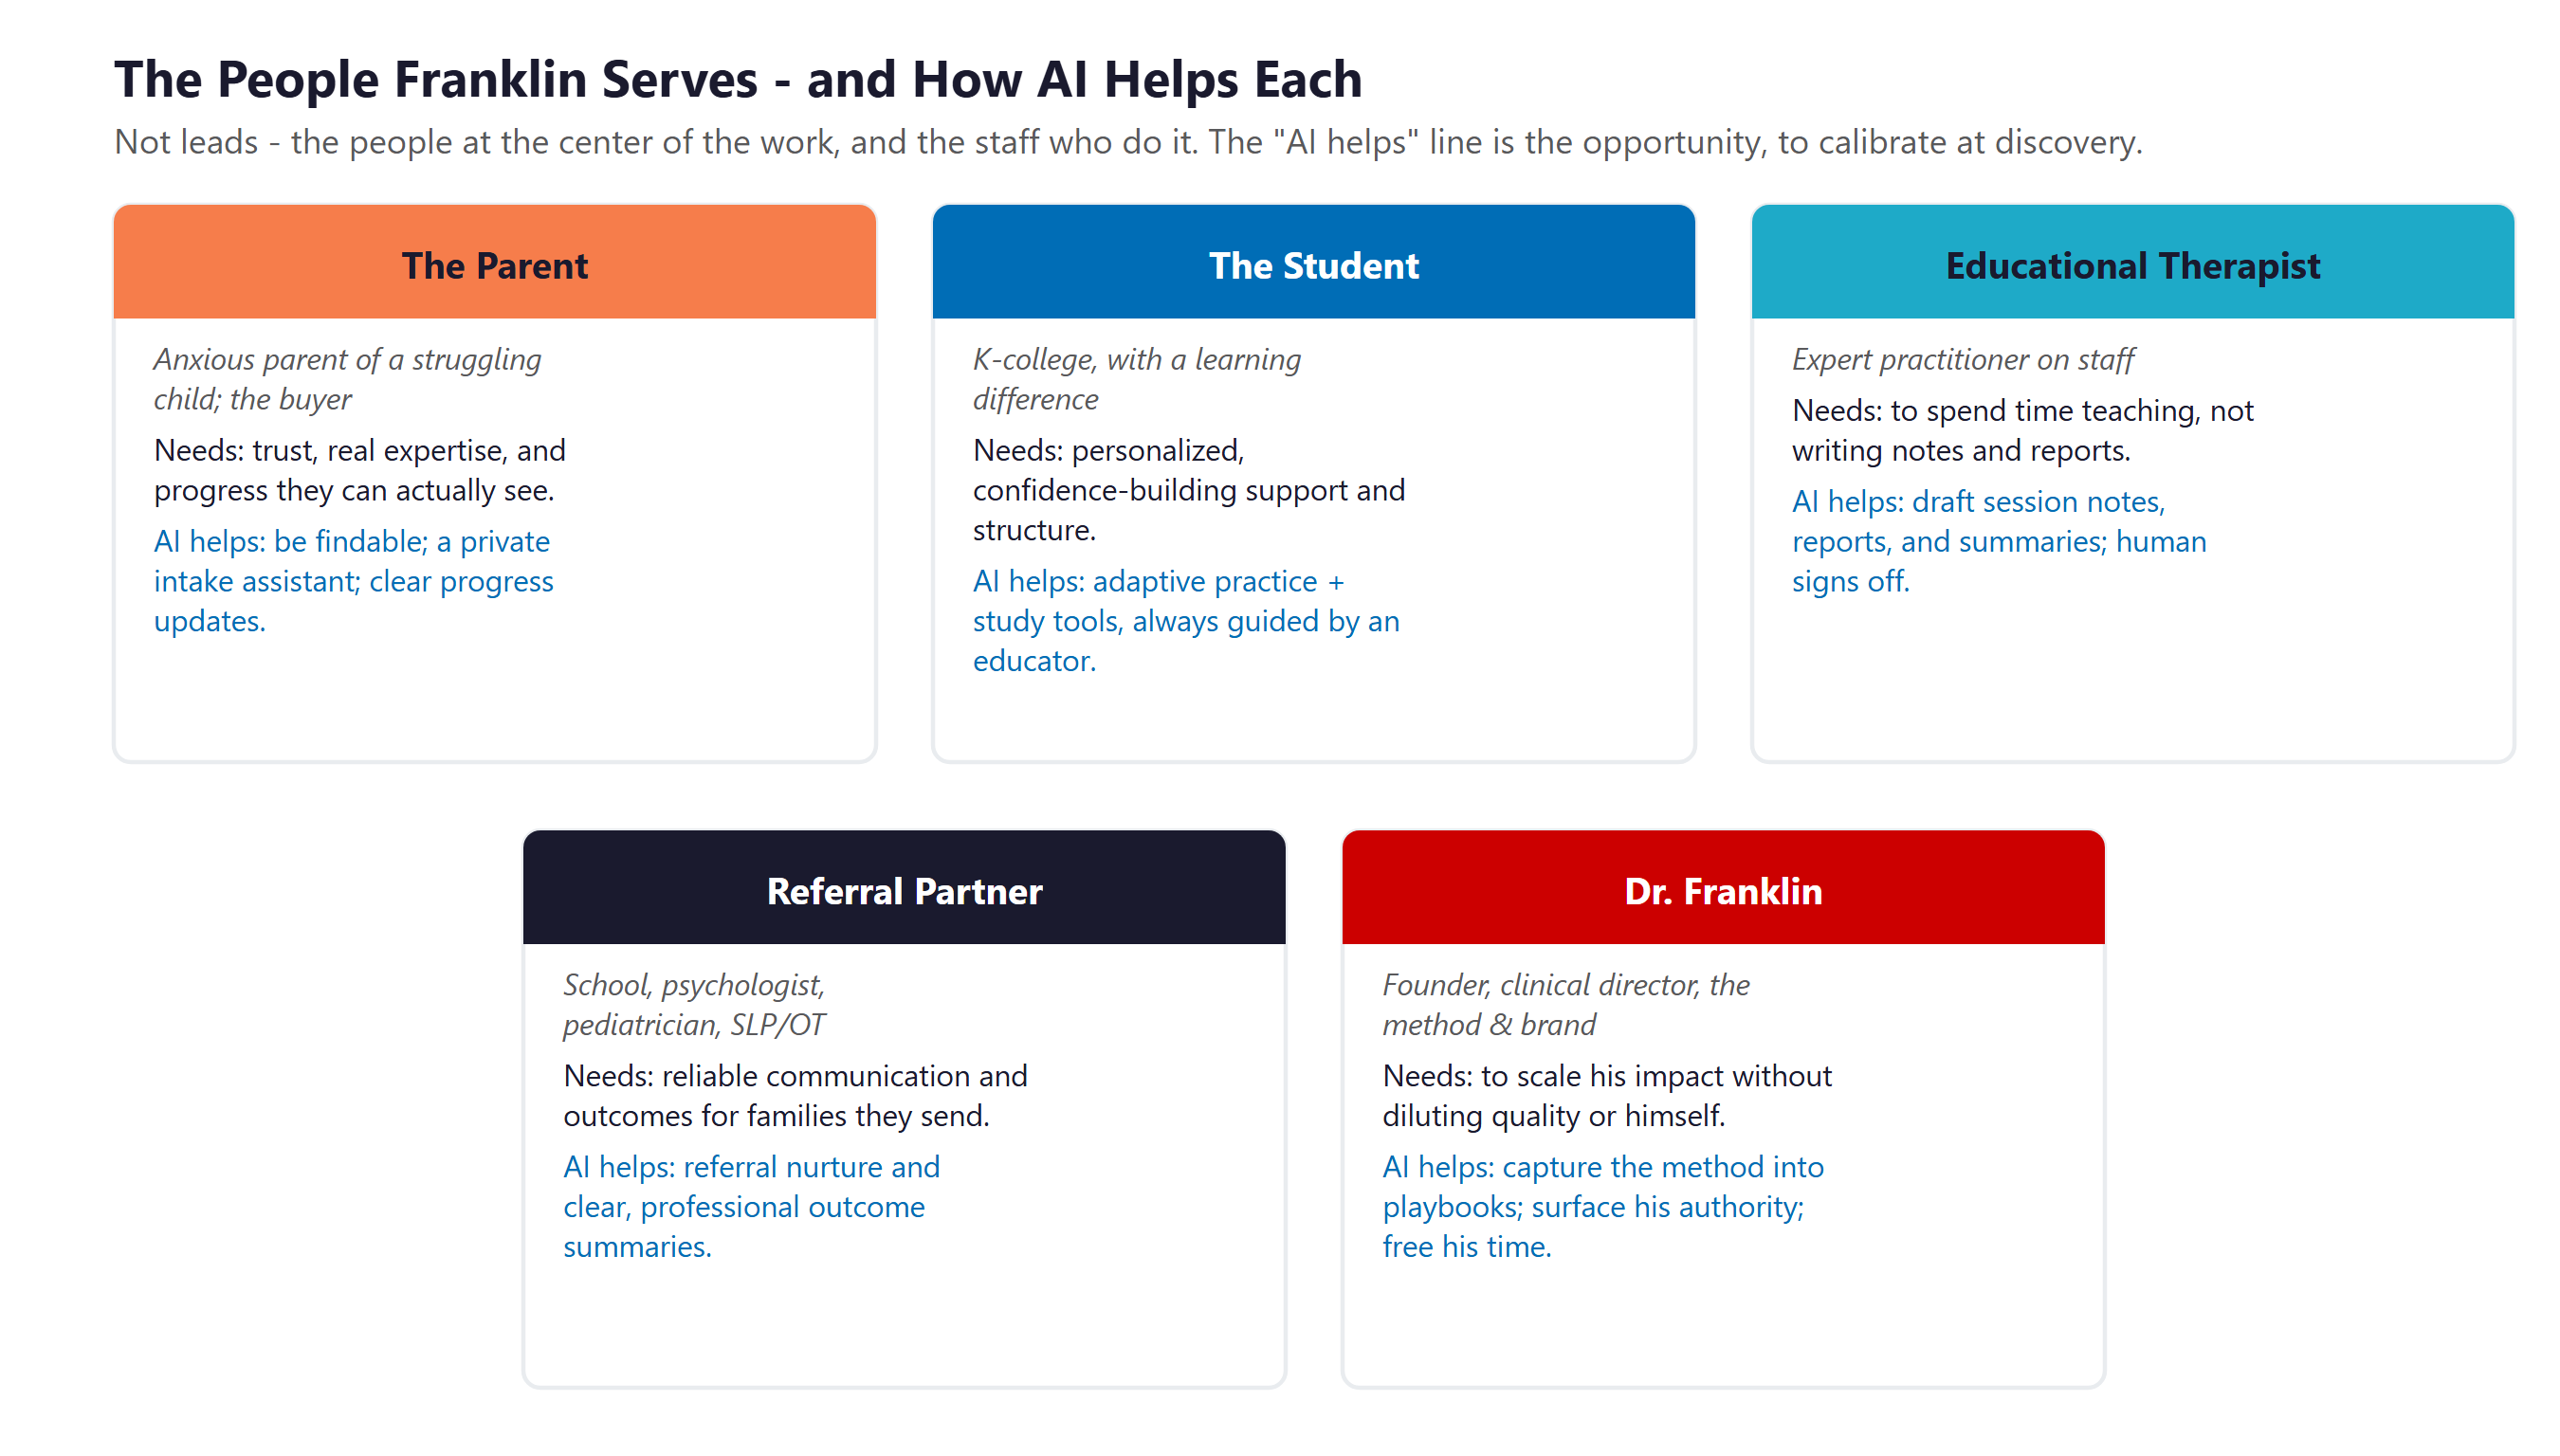 The People Franklin Serves - and How AI Helps Each
Not leads - the people at the center of the work, and the staff who do it. The "AI helps" line is the opportunity, to calibrate at discovery.
The Parent
Anxious parent of a struggling
child; the buyer
Needs: trust, real expertise, and
progress they can actually see.
AI helps: be findable; a private
intake assistant; clear progress
updates.
The Student
K-college, with a learning
difference
Needs: personalized,
confidence-building support and
structure.
AI helps: adaptive practice +
study tools, always guided by an
educator.
Educational Therapist
Expert practitioner on staff
Needs: to spend time teaching, not
writing notes and reports.
AI helps: draft session notes,
reports, and summaries; human
signs off.
Referral Partner
School, psychologist,
pediatrician, SLP/OT
Needs: reliable communication and
outcomes for families they send.
AI helps: referral nurture and
clear, professional outcome
summaries.
Dr. Franklin
Founder, clinical director, the
method & brand
Needs: to scale his impact without
diluting quality or himself.
AI helps: capture the method into
playbooks; surface his authority;
free his time.